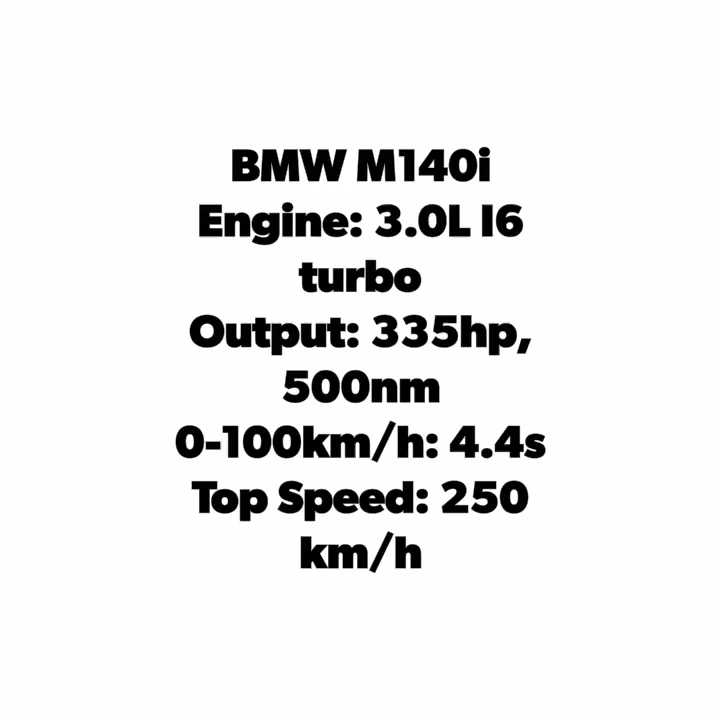 BMW M140i
Engine: 3.0L I6
turbo
Output: 335hp,
500nm
0-100km/h: 4.4s
Top Speed: 250
km/h